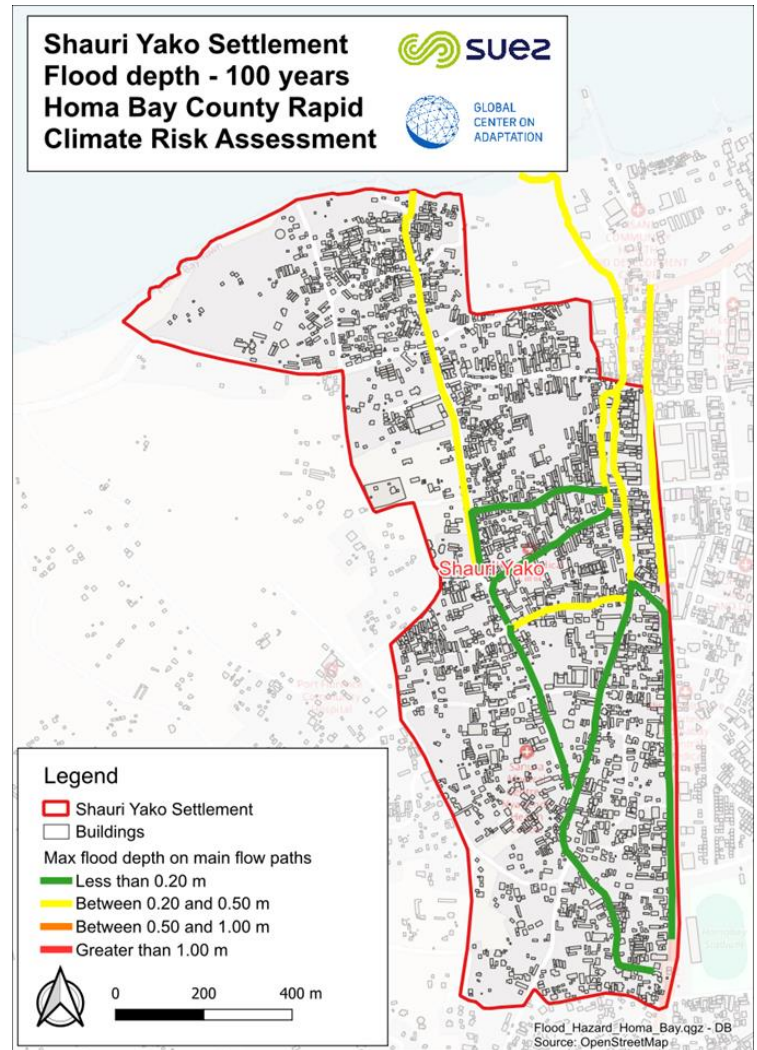 Shauri Yako Settlement
Flood depth - 100 years
Homa Bay County Rapid
Climate Risk Assessment
suez
GLOBAL
CENTER ON
ADAPTATION
Shauri Yako
Legend
Shauri Yako Settlement
Buildings
Max flood depth on main flow paths
Less than 0.20 m
Between 0.20 and 0.50 m
Between 0.50 and 1.00 m
Greater than 1.00 m
0 200 400 m
Flood_Hazard_Homa_Bay.qgz - DB
Source: OpenStreetMap